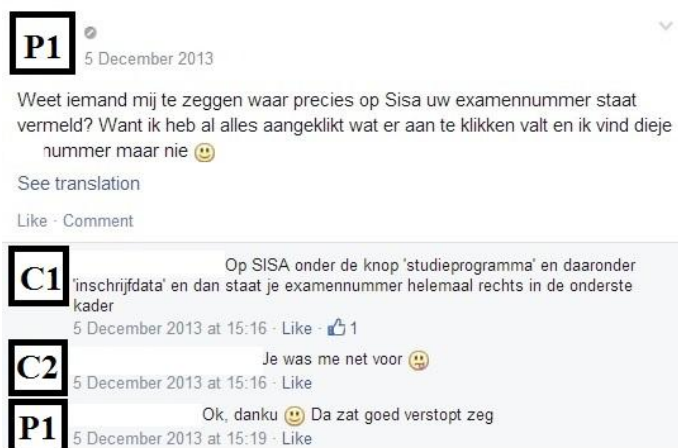 P1
5 December 2013
Weet iemand mij te zeggen waar precies op Sisa uw examennummer staat
vermeld? Want ik heb al alles aangeklikt wat er aan te klikken valt en ik vind dieje
nummer maar nie
See translation
Like · Comment
C1
Op SISA onder de knop 'studieprogramma' en daaronder
'inschrijfdata' en dan staat je examennummer helemaal rechts in de onderste
kader
5 December 2013 at 15:16 · Like · 1
C2
Je was me net voor
5 December 2013 at 15:16 · Like
P1
Ok, danku Da zat goed verstopt zeg
5 December 2013 at 15:19 · Like